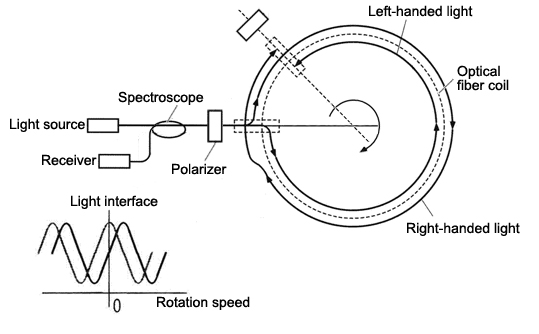 Left-handed light
Optical
fiber coil
Spectroscope
Light source
Receiver
Polarizer
Light interface
Right-handed light
0
Rotation speed